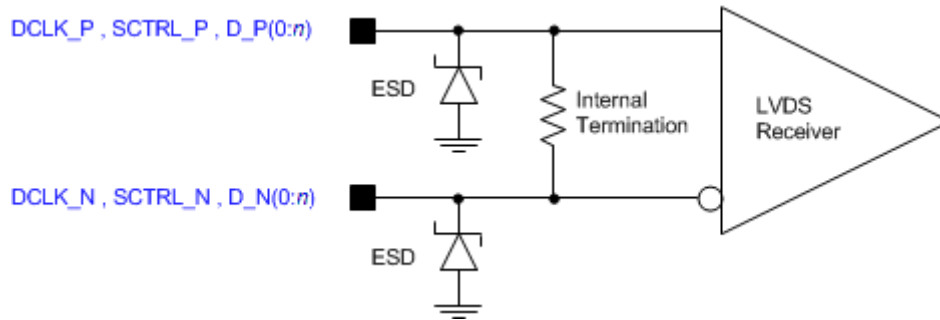 DCLK_P , SCTRL_P , D_P(0:n)
ESD
Internal
Termination
LVDS
Receiver
DCLK_N , SCTRL_N , D_N(0:n)
ESD